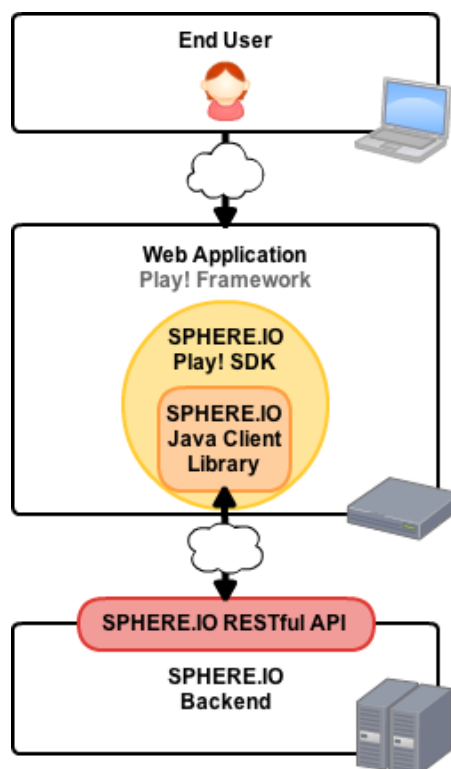 End User
Web Application
Play! Framework
SPHERE.IO
Play! SDK
SPHERE.IO
Java Client
Library
SPHERE.IO RESTful API
SPHERE.IO
Backend